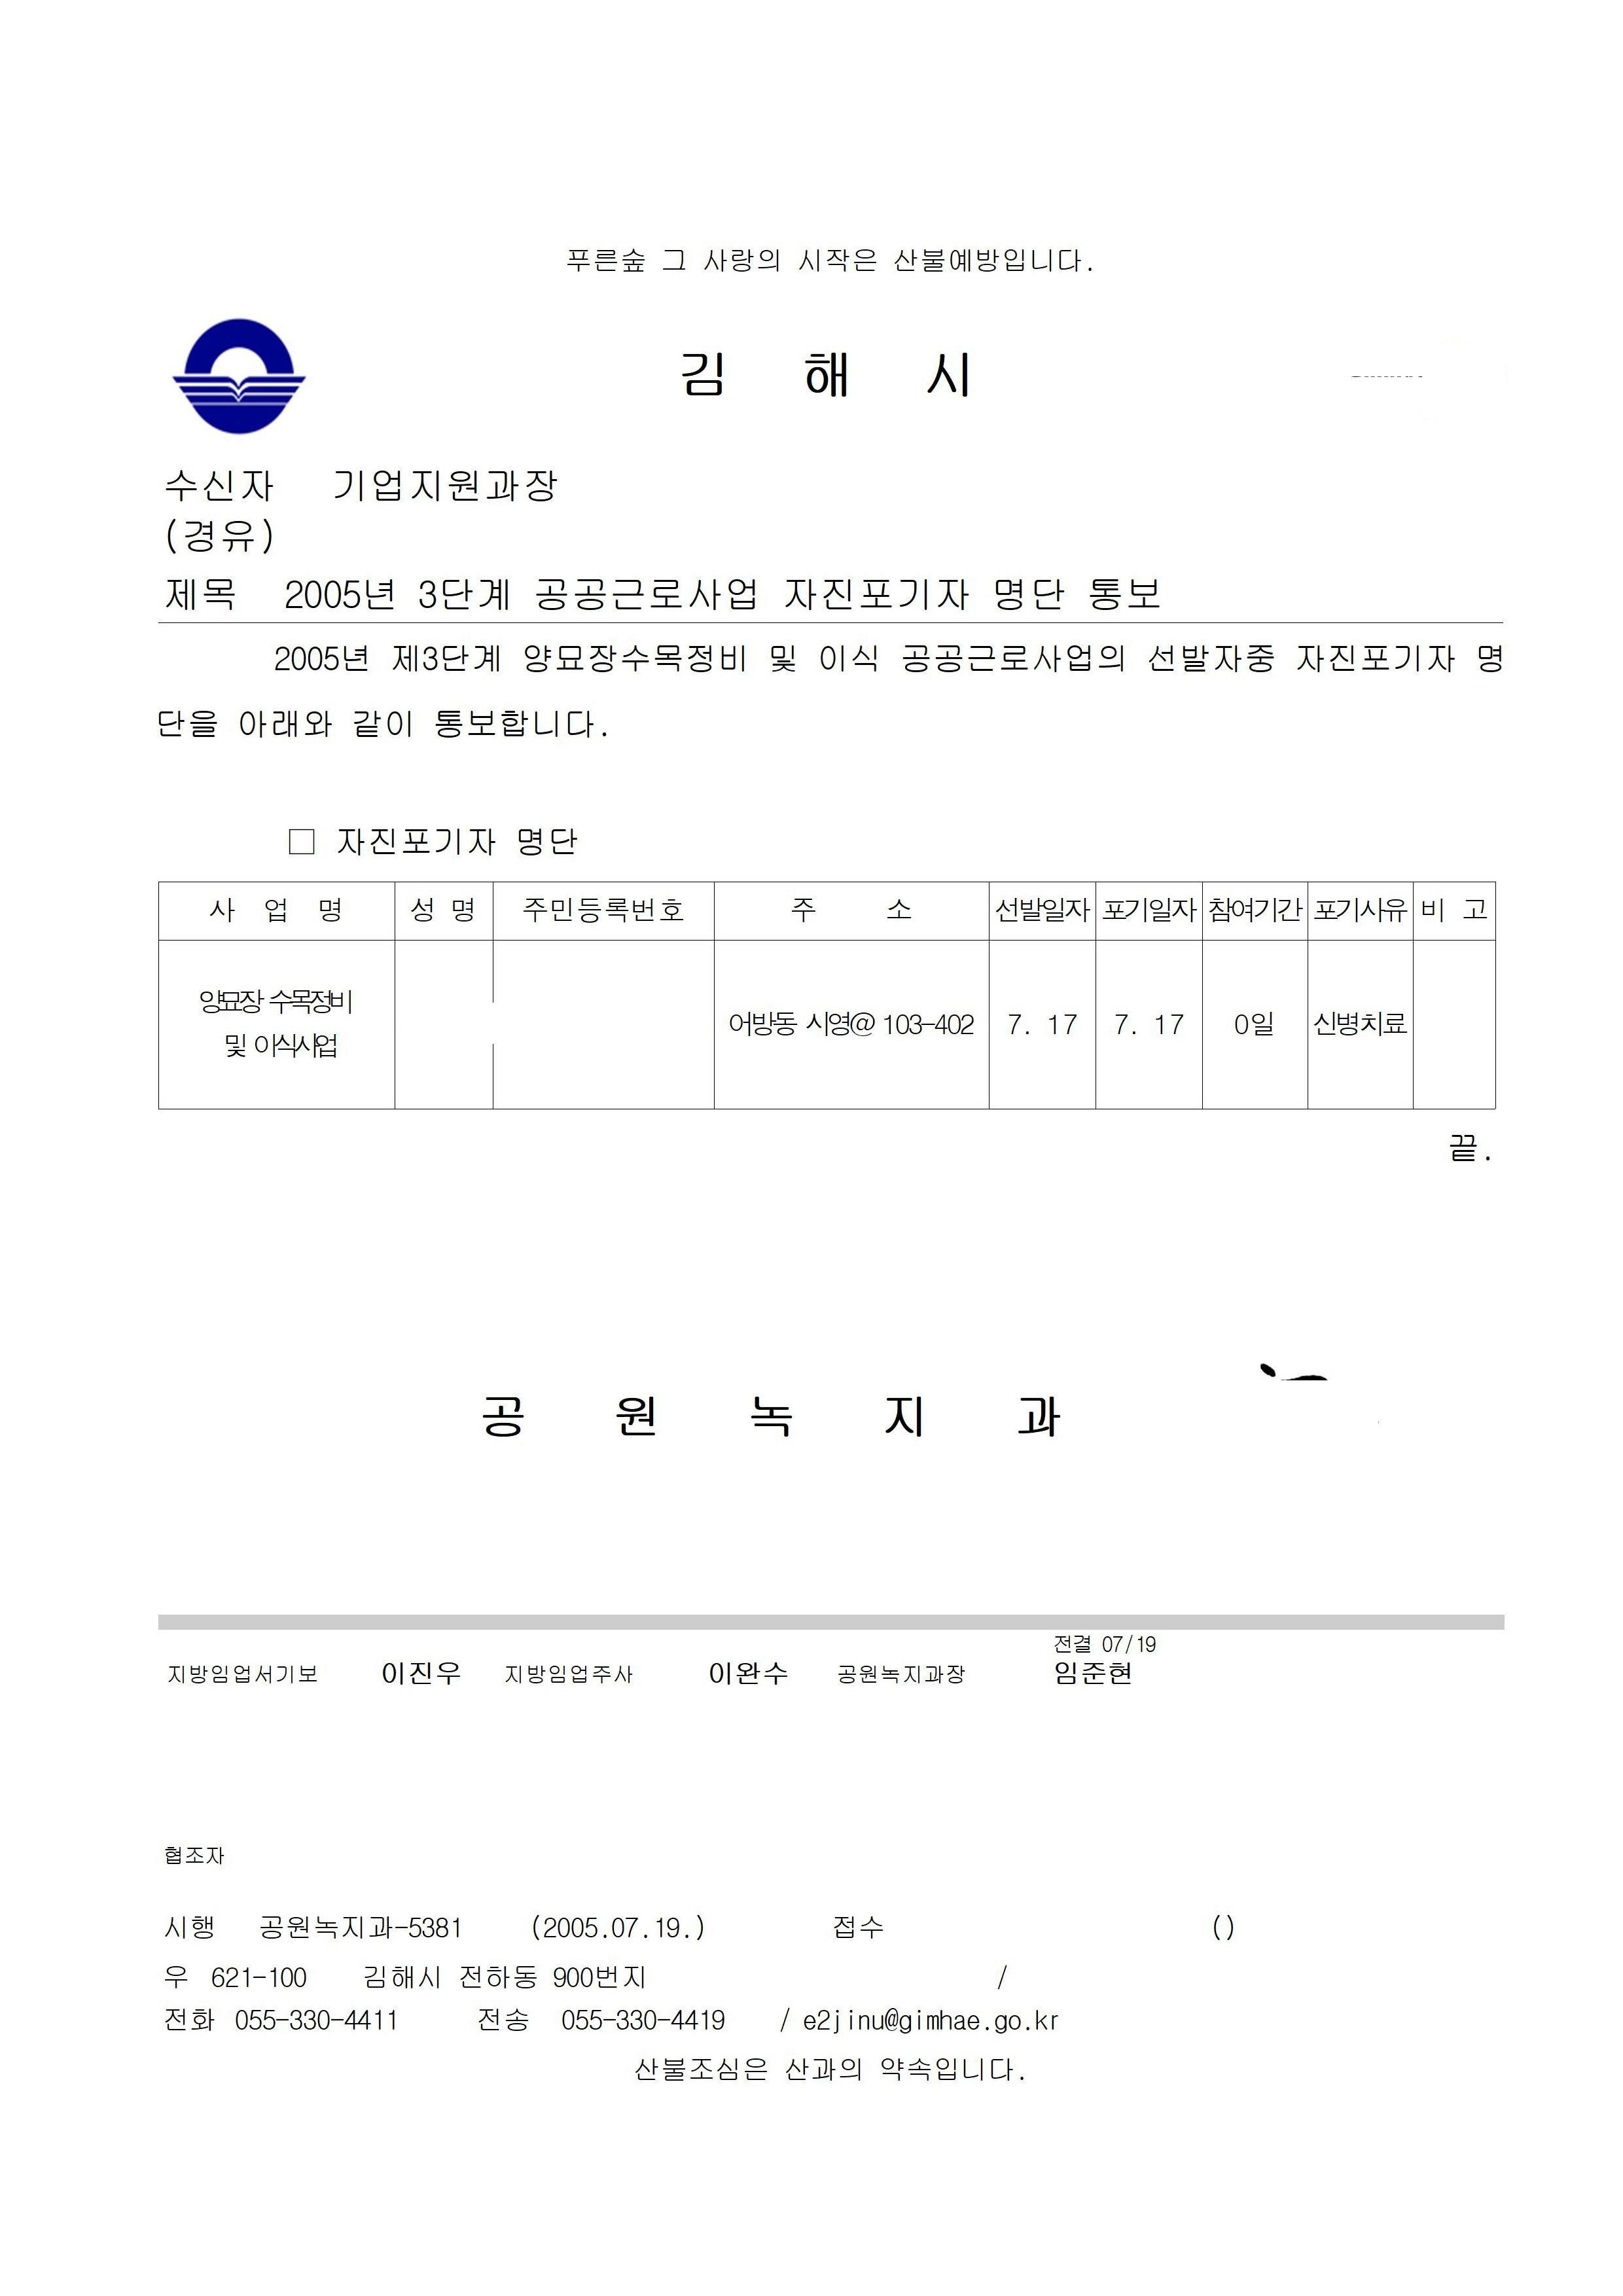 푸른숲 그 사랑의 시작은 산불예방입니다.
김 해 시
수신자 기업지원과장
(경유)
제목 2005년 3단계 공공근로사업 자진포기자 명단 통보
2005년 제3단계 양묘장수목정비 및 이식 공공근로사업의 선발자중 자진포기자 명
단을 아래와 같이 통보합니다.
□ 자진포기자 명단
사 업 명 성 명 주민등록번호 주 소 선발일자 포기일자 참여기간 포기사유 비 고
양묘장 수목정비
및 이식사업
어방동 시영@ 103-402 7. 17 7. 17 0일 신병치료
끝.
공 원 녹 지 과
전결 07/19
지방임업서기보 이진우 지방임업주사 이완수 공원녹지과장 임준현
협조자
시행 공원녹지과-5381 (2005.07.19.) 접수 ()
우 621-100 김해시 전하동 900번지 /
전화 055-330-4411 전송 055-330-4419 / e2jinu@gimhae.go.kr
산불조심은 산과의 약속입니다.